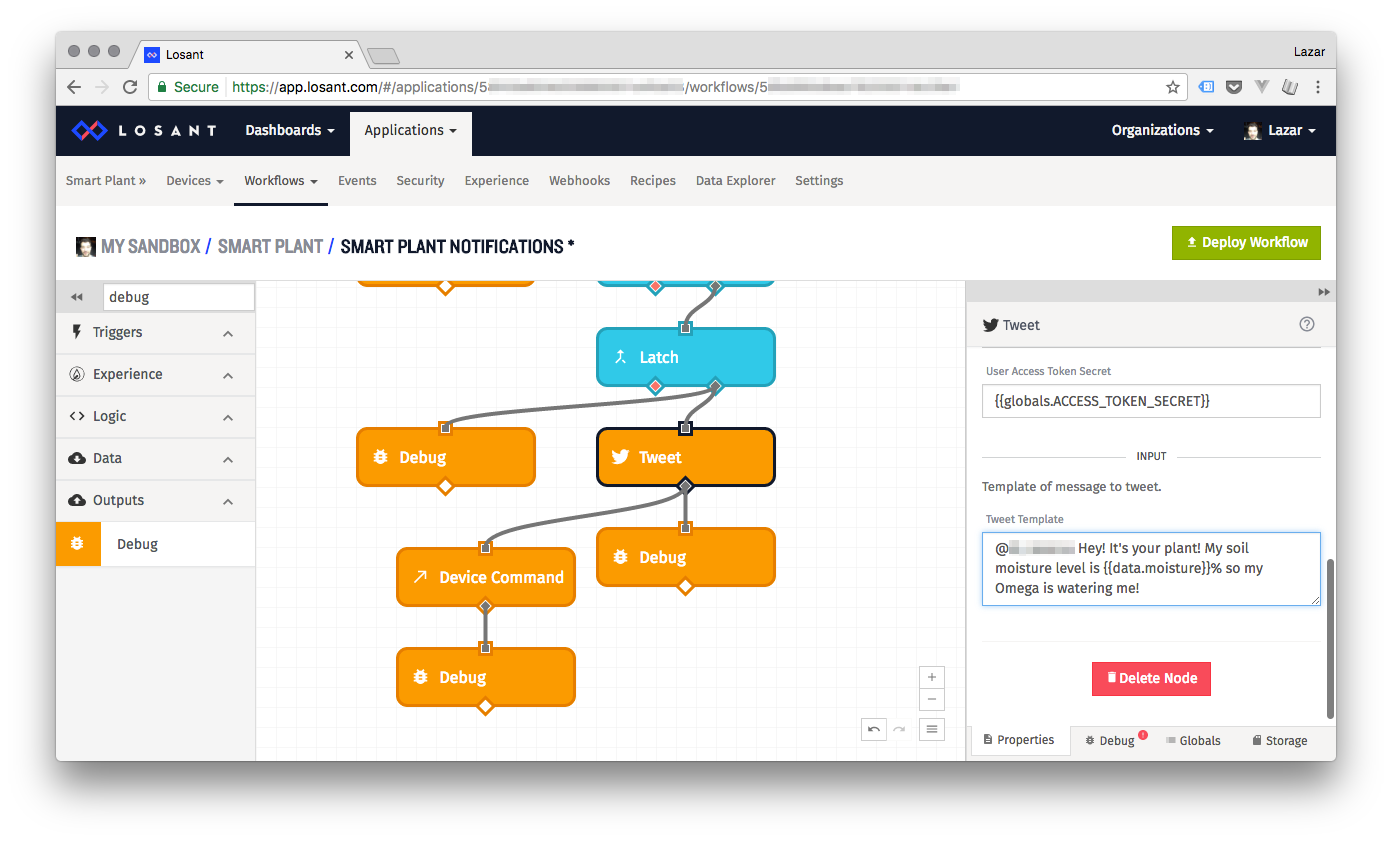 Losant
Lazar
Secure https://app.losant.com/#/applications/5 /workflows/5
LOSANT Dashboards Applications Organizations Lazar
Smart Plant » Devices Workflows Events Security Experience Webhooks Recipes Data Explorer Settings
MY SANDBOX / SMART PLANT / SMART PLANT NOTIFICATIONS *
Deploy Workflow
debug
Triggers
Experience
Logic
Data
Outputs
Debug
Latch
Debug
Tweet
Debug
Device Command
Debug
Tweet
User Access Token Secret
{{globals.ACCESS_TOKEN_SECRET}}
INPUT
Template of message to tweet.
Tweet Template
@ Hey! It's your plant! My soil
moisture level is {{data.moisture}}% so my
Omega is watering me!
Delete Node
Properties Debug Globals Storage